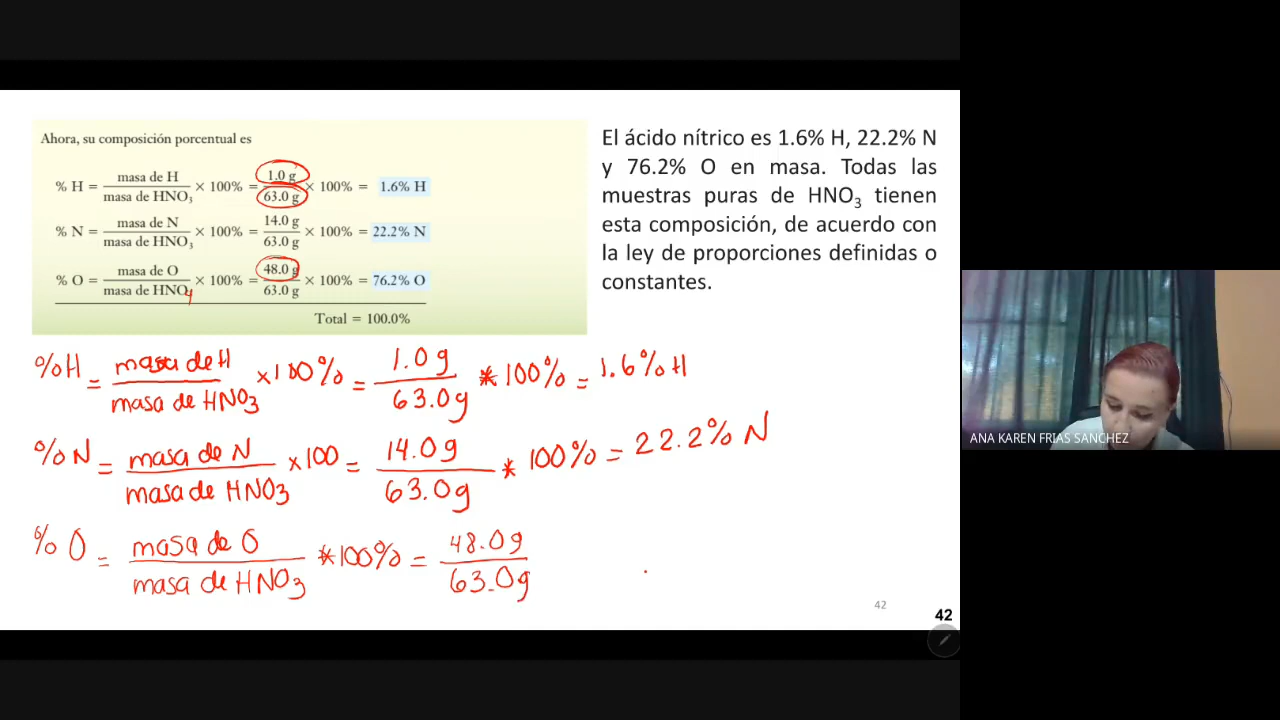 Ahora, su composición porcentual es
% H = masa de H / masa de HNO₃ × 100% = 1.0 g / 63.0 g × 100% = 1.6% H
% N = masa de N / masa de HNO₃ × 100% = 14.0 g / 63.0 g × 100% = 22.2% N
% O = masa de O / masa de HNO × 100% = 48.0 g / 63.0 g × 100% = 76.2% O
Total = 100.0%
El ácido nítrico es 1.6% H, 22.2% N
y 76.2% O en masa. Todas las
muestras puras de HNO₃ tienen
esta composición, de acuerdo con
la ley de proporciones definidas o
constantes.
%H = masa de H / masa de HNO₃ × 100% = 1.0g / 63.0g * 100% = 1.6% H
%N = masa de N / masa de HNO₃ × 100 = 14.0g / 63.0g * 100% = 22.2% N
% O = masa de O / masa de HNO₃ * 100% = 48.0g / 63.0g
42
42
ANA KAREN FRIAS SANCHEZ